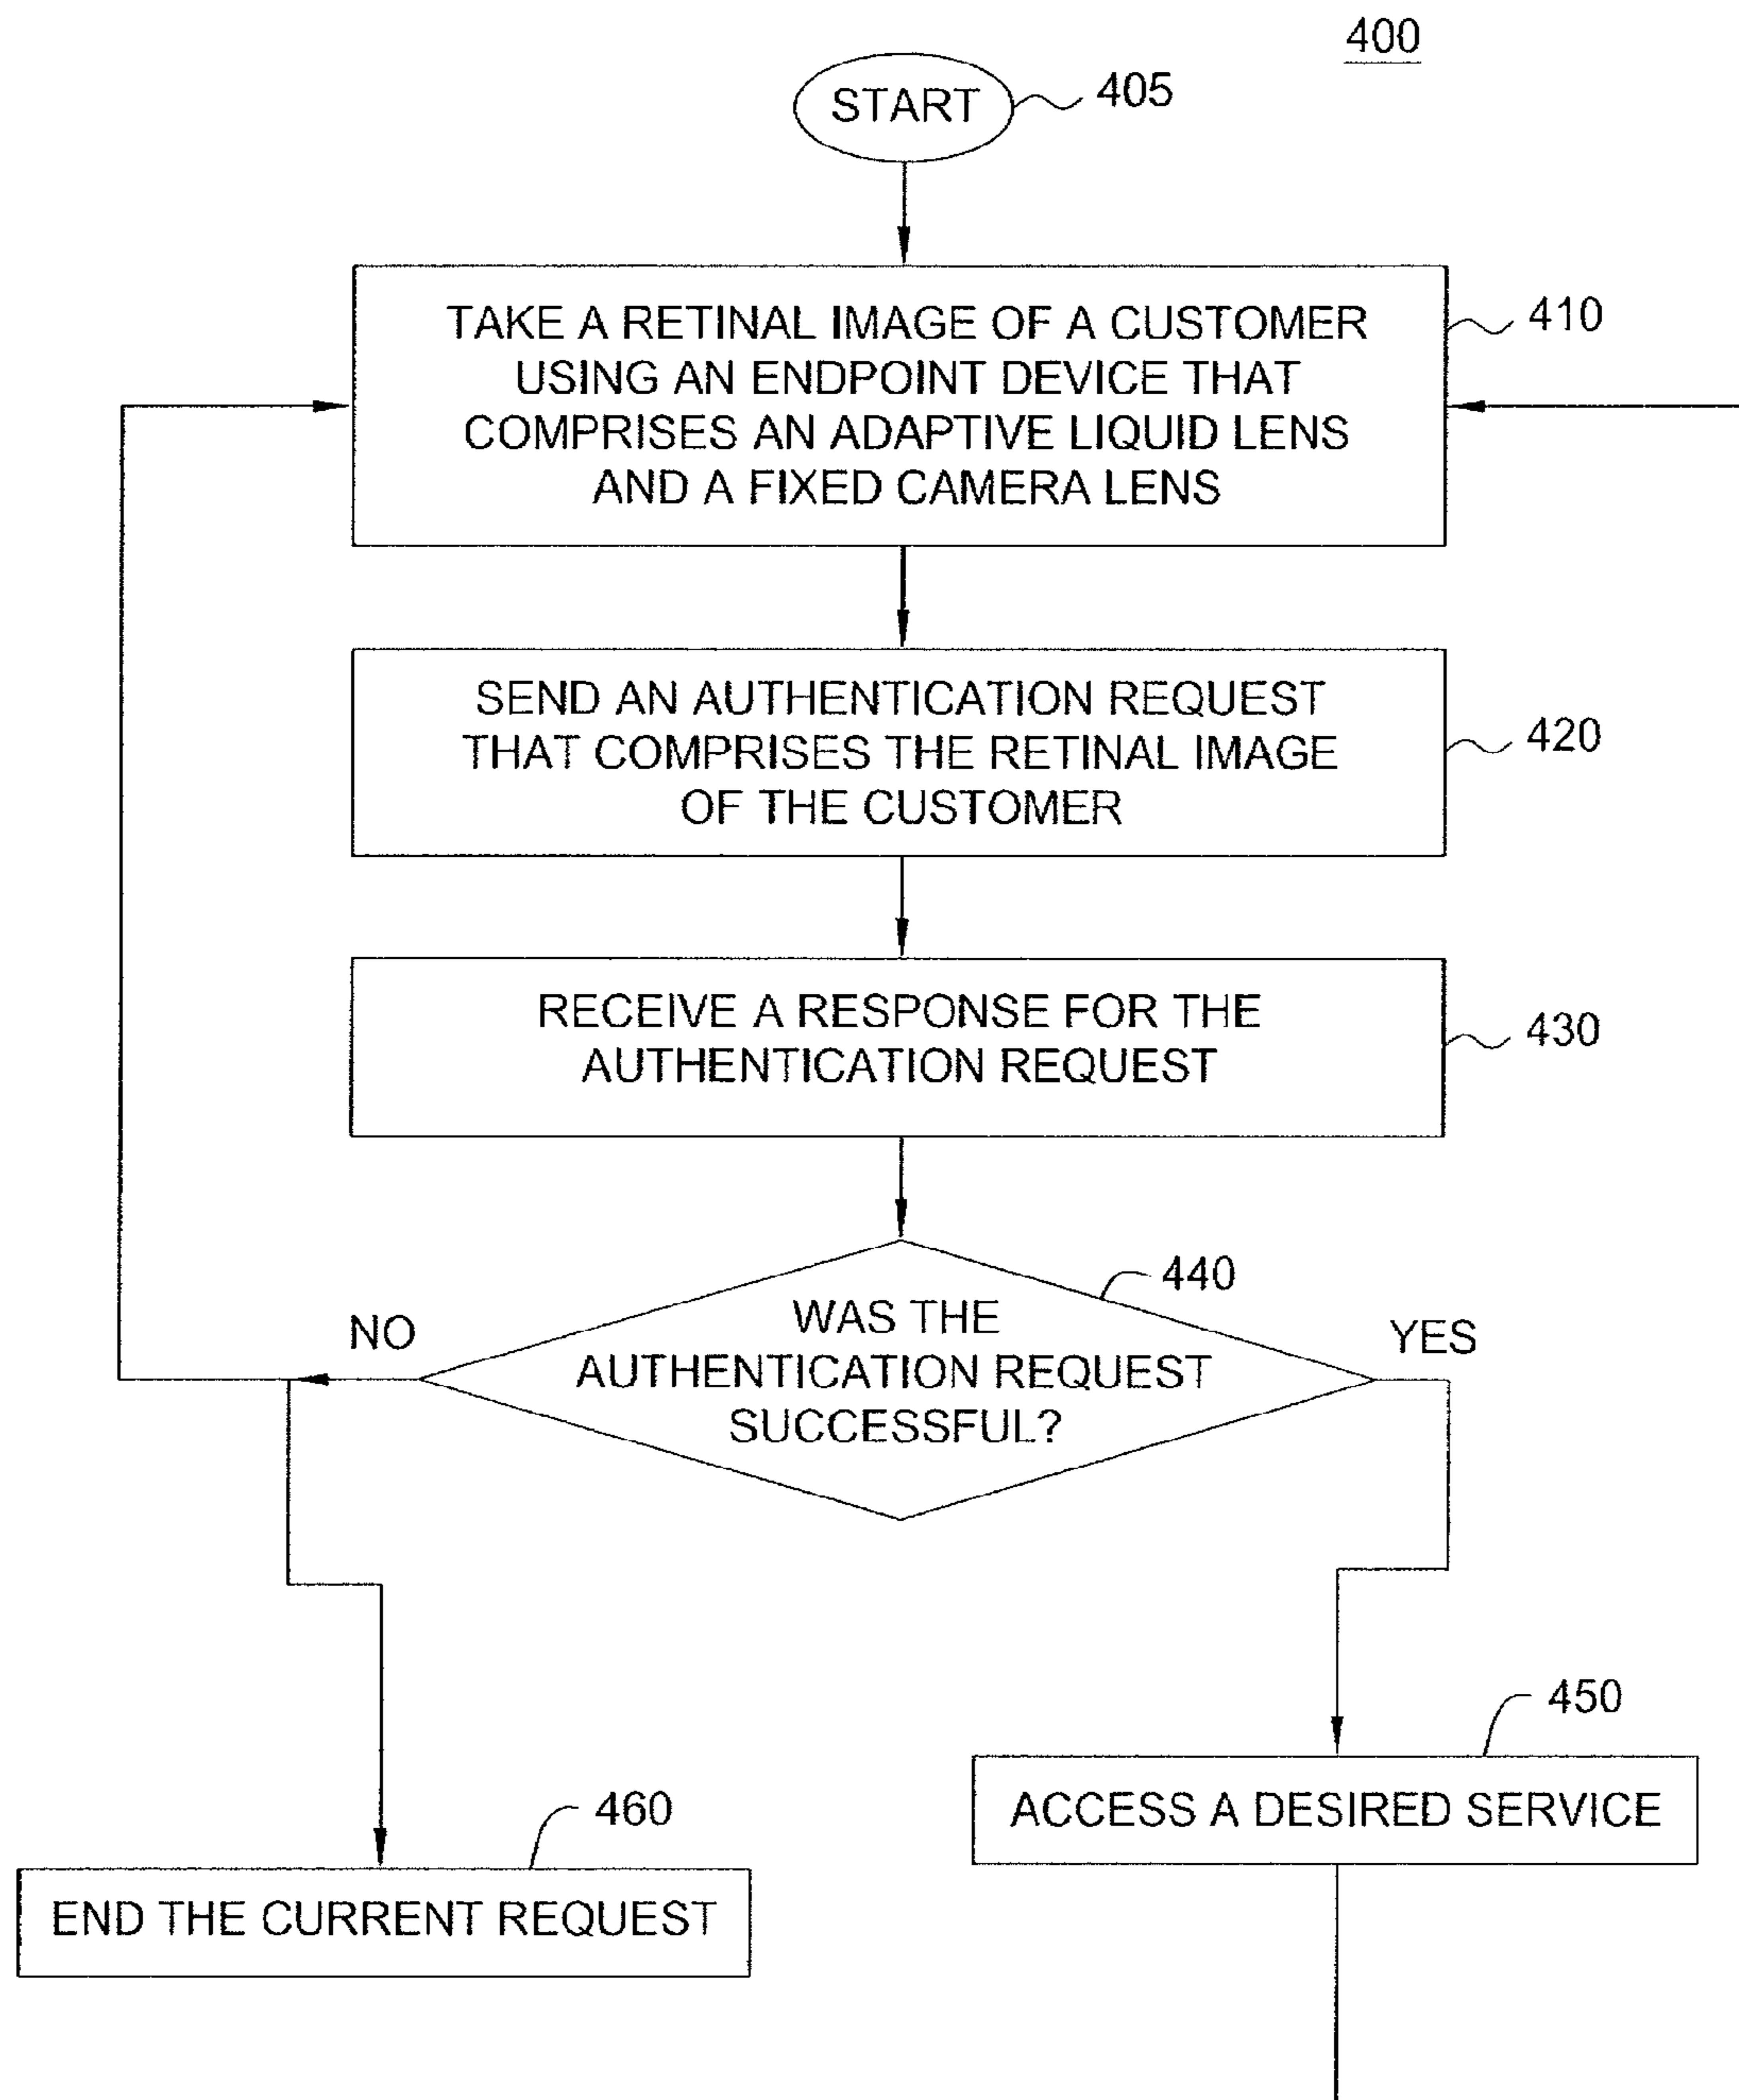 400
START
405
TAKE A RETINAL IMAGE OF A CUSTOMER
USING AN ENDPOINT DEVICE THAT
COMPRISES AN ADAPTIVE LIQUID LENS
AND A FIXED CAMERA LENS
410
SEND AN AUTHENTICATION REQUEST
THAT COMPRISES THE RETINAL IMAGE
OF THE CUSTOMER
420
RECEIVE A RESPONSE FOR THE
AUTHENTICATION REQUEST
430
440
WAS THE
AUTHENTICATION REQUEST
SUCCESSFUL?
NO
YES
450
ACCESS A DESIRED SERVICE
460
END THE CURRENT REQUEST